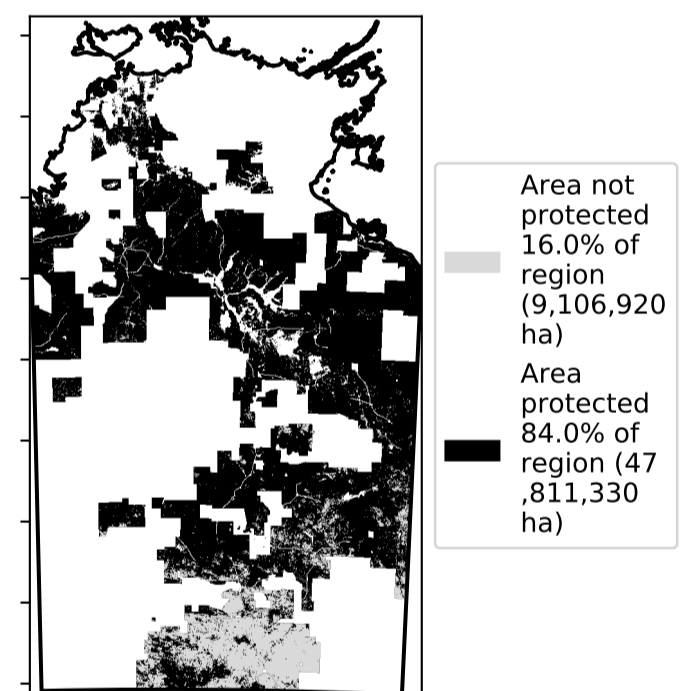 Area not
protected
16.0% of
region
(9,106,920
ha)
Area
protected
84.0% of
region (47
,811,330
ha)